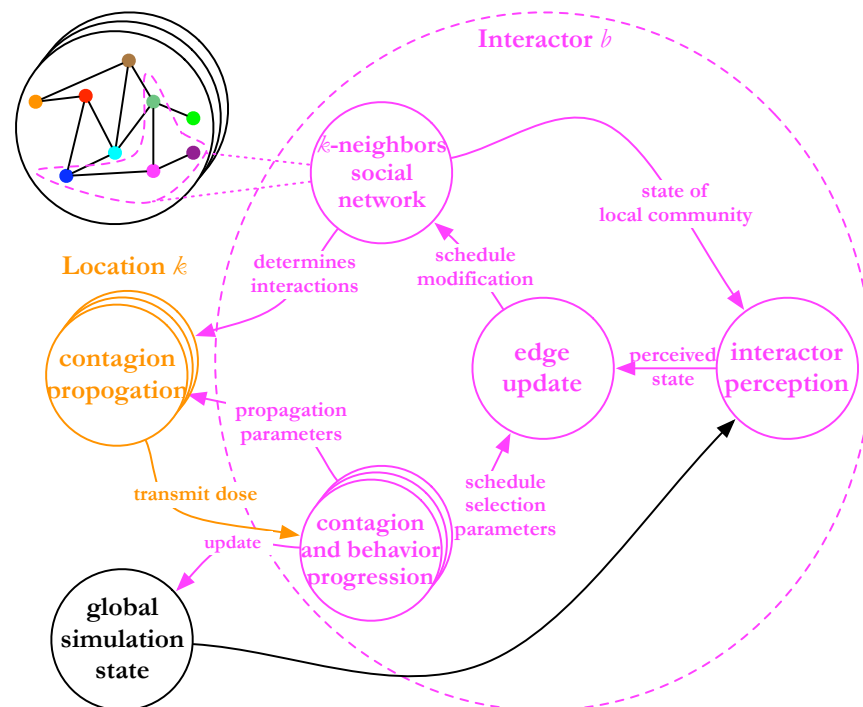 Interactor b
k-neighbors
social
network
state of
local community
Location k
determines
interactions
schedule
modification
contagion
propogation
edge
update
perceived
state
interactor
perception
propagation
parameters
transmit dose
schedule
selection
parameters
update
contagion
and behavior
progression
global
simulation
state